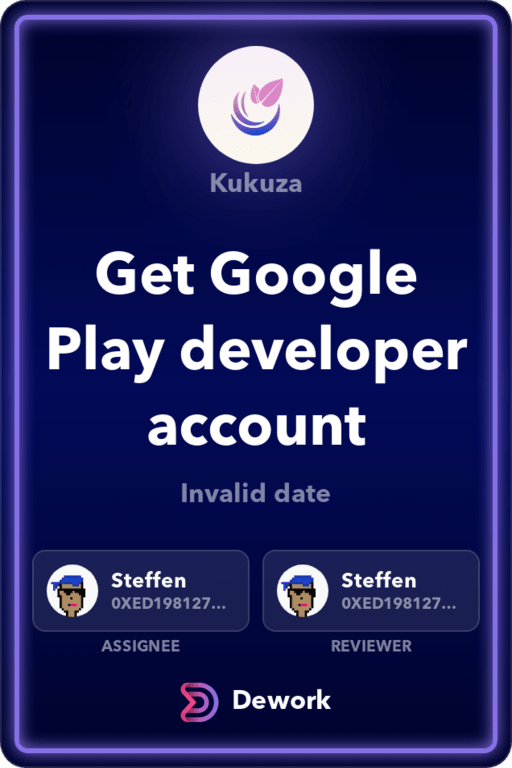 Kukuza
Get Google
Play developer
account
Invalid date
Steffen
0XED198127...
ASSIGNEE
Steffen
0XED198127...
REVIEWER
Dework